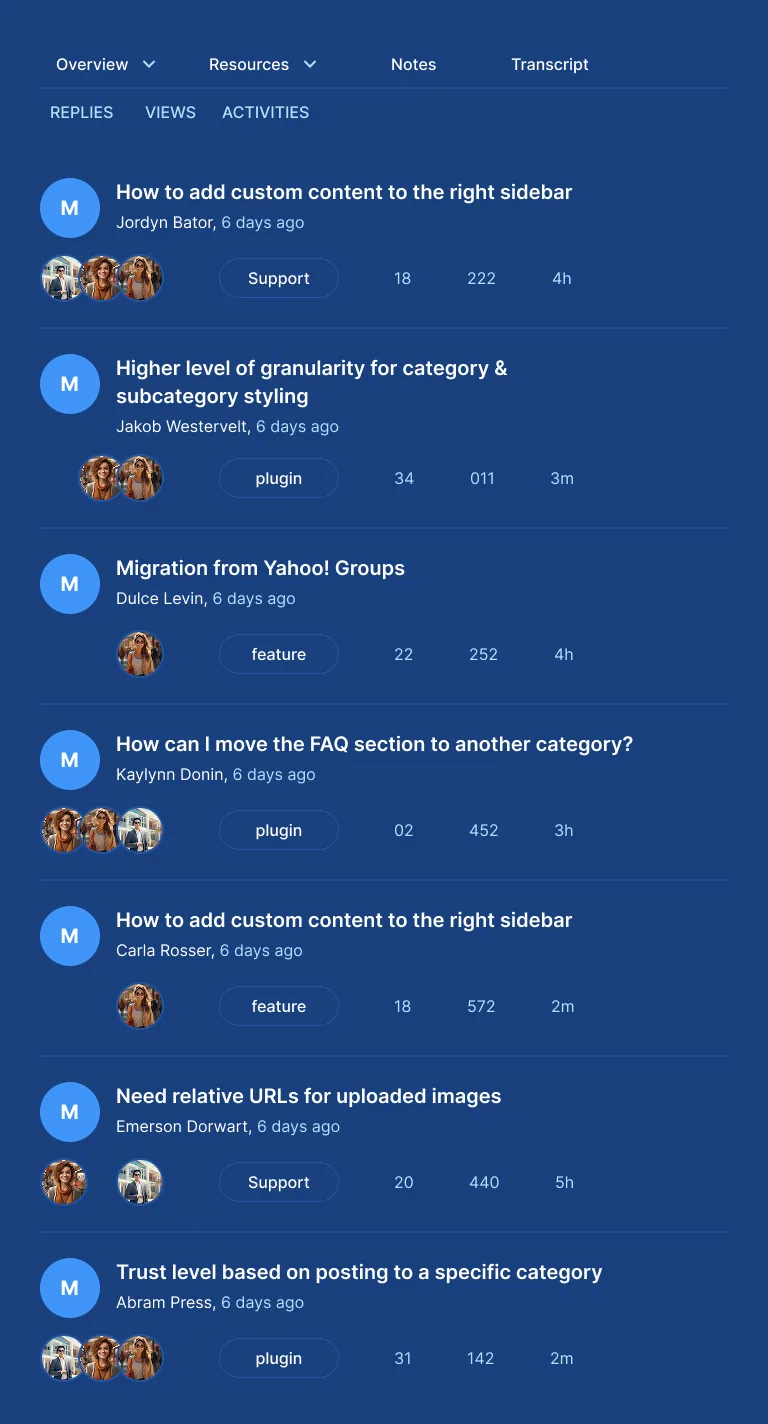 Overview Resources Notes Transcript
REPLIES VIEWS ACTIVITIES
M
How to add custom content to the right sidebar
Jordyn Bator, 6 days ago
Support 18 222 4h
M
Higher level of granularity for category &
subcategory styling
Jakob Westervelt, 6 days ago
plugin 34 011 3m
M
Migration from Yahoo! Groups
Dulce Levin, 6 days ago
feature 22 252 4h
M
How can I move the FAQ section to another category?
Kaylynn Donin, 6 days ago
plugin 02 452 3h
M
How to add custom content to the right sidebar
Carla Rosser, 6 days ago
feature 18 572 2m
M
Need relative URLs for uploaded images
Emerson Dorwart, 6 days ago
Support 20 440 5h
M
Trust level based on posting to a specific category
Abram Press, 6 days ago
plugin 31 142 2m